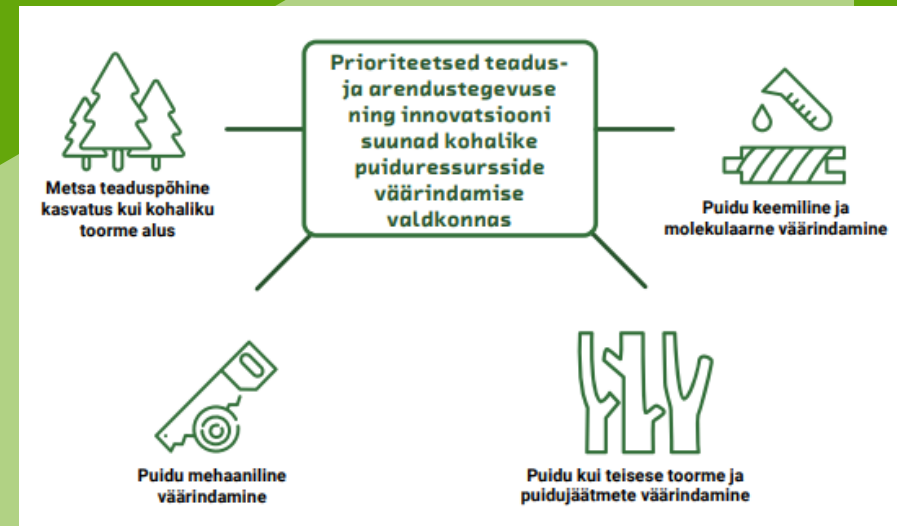 Prioriteetsed teadus-
ja arendustegevuse
ning innovatsiooni
suunad kohalike
puiduressursside
väärindamise
valdkonnas
Metsa teaduspõhine
kasvatus kui kohaliku
toorme alus
Puidu keemiline ja
molekulaarne väärindamine
Puidu mehaaniline
väärindamine
Puidu kui teisese toorme ja
puidujäätmete väärindamine